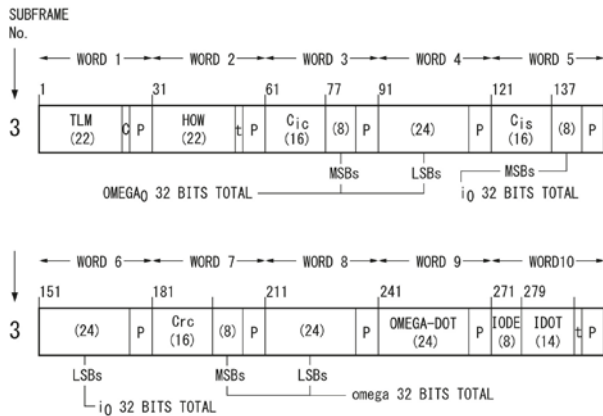 SUBFRAME
No.
WORD 1 WORD 2 WORD 3 WORD 4 WORD 5
1 31 61 77 91 121 137
3 TLM (22) C P HOW (22) t P Cic (16) (8) P (24) P Cis (16) (8) P
MSBs LSBs MSBs
OMEGA0 32 BITS TOTAL i0 32 BITS TOTAL
WORD 6 WORD 7 WORD 8 WORD 9 WORD10
151 181 211 241 271 279
3 (24) P Crc (16) (8) P (24) P OMEGA-DOT (24) P IODE (8) IDOT (14) t P
LSBs MSBs LSBs
i0 32 BITS TOTAL omega 32 BITS TOTAL